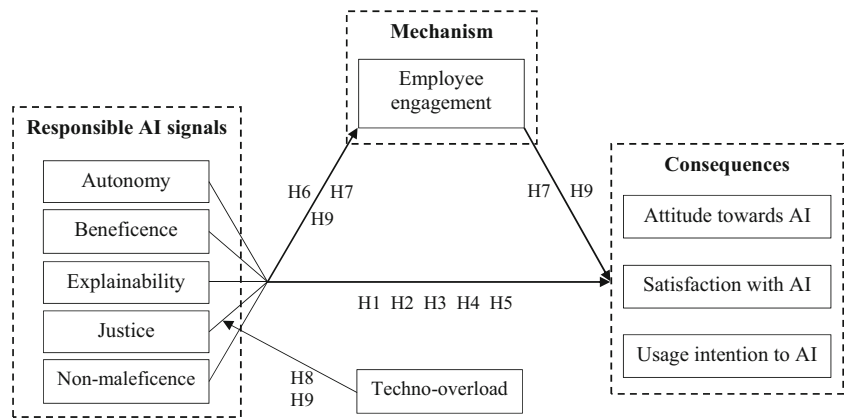 Mechanism
Employee
engagement
Responsible AI signals
Autonomy
Beneficence
Explainability
Justice
Non-maleficence
H6 H7
H9
H7 H9
H1 H2 H3 H4 H5
H8
H9
Techno-overload
Consequences
Attitude towards AI
Satisfaction with AI
Usage intention to AI